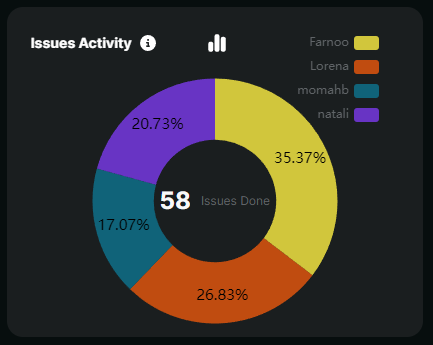 Issues Activity
Farnoo
Lorena
momahb
natali
20.73%
35.37%
17.07%
26.83%
58 Issues Done